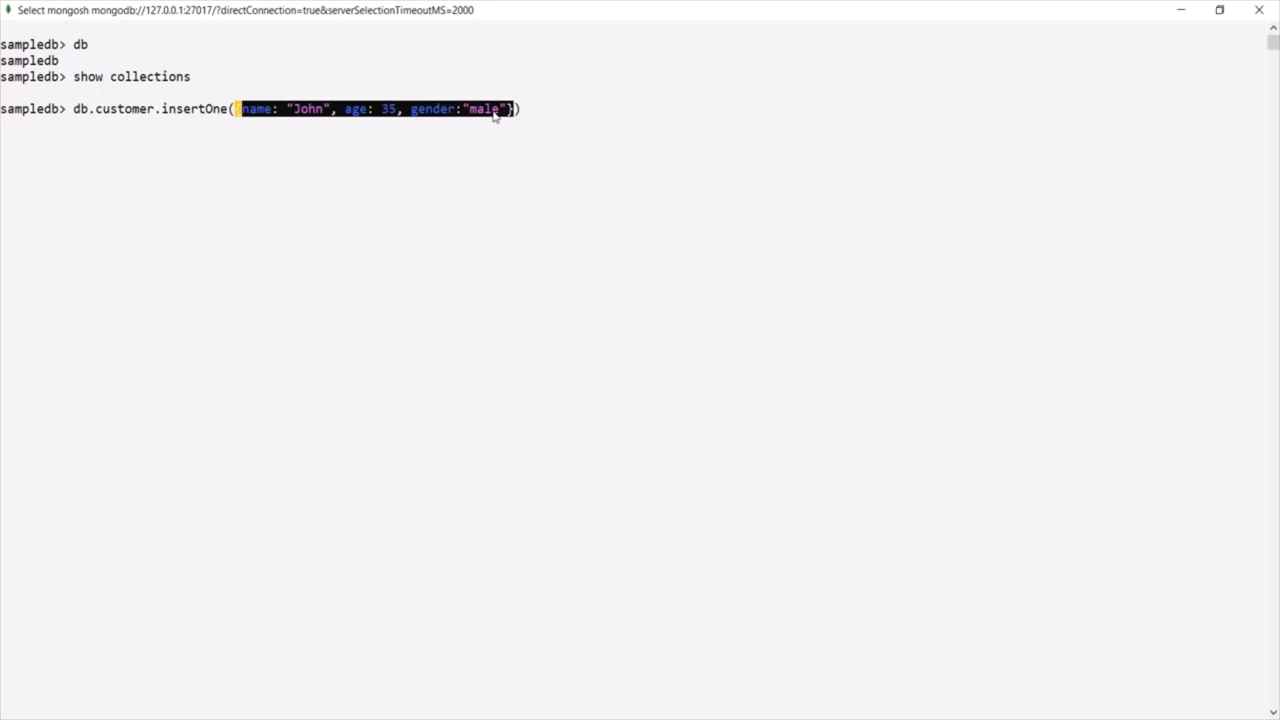 Select mongosh mongodb://127.0.0.1:27017/?directConnection=true&serverSelectionTimeoutMS=2000
sampledb> db
sampledb
sampledb> show collections
sampledb> db.customer.insertOne({name: "John", age: 35, gender:"male"})